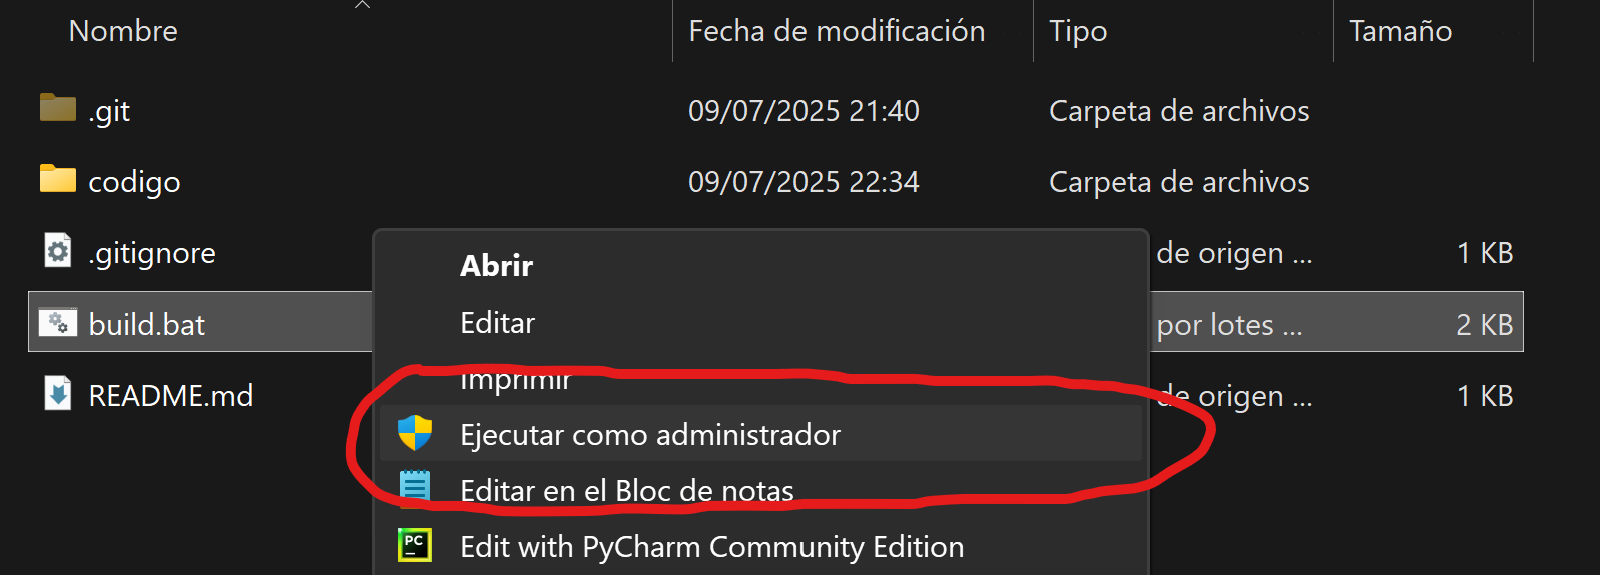 Nombre Fecha de modificación Tipo Tamaño
.git 09/07/2025 21:40 Carpeta de archivos
codigo 09/07/2025 22:34 Carpeta de archivos
.gitignore de origen ... 1 KB
Abrir
build.bat por lotes ... 2 KB
Editar
Imprimir
README.md de origen ... 1 KB
Ejecutar como administrador
Editar en el Bloc de notas
PC Edit with PyCharm Community Edition